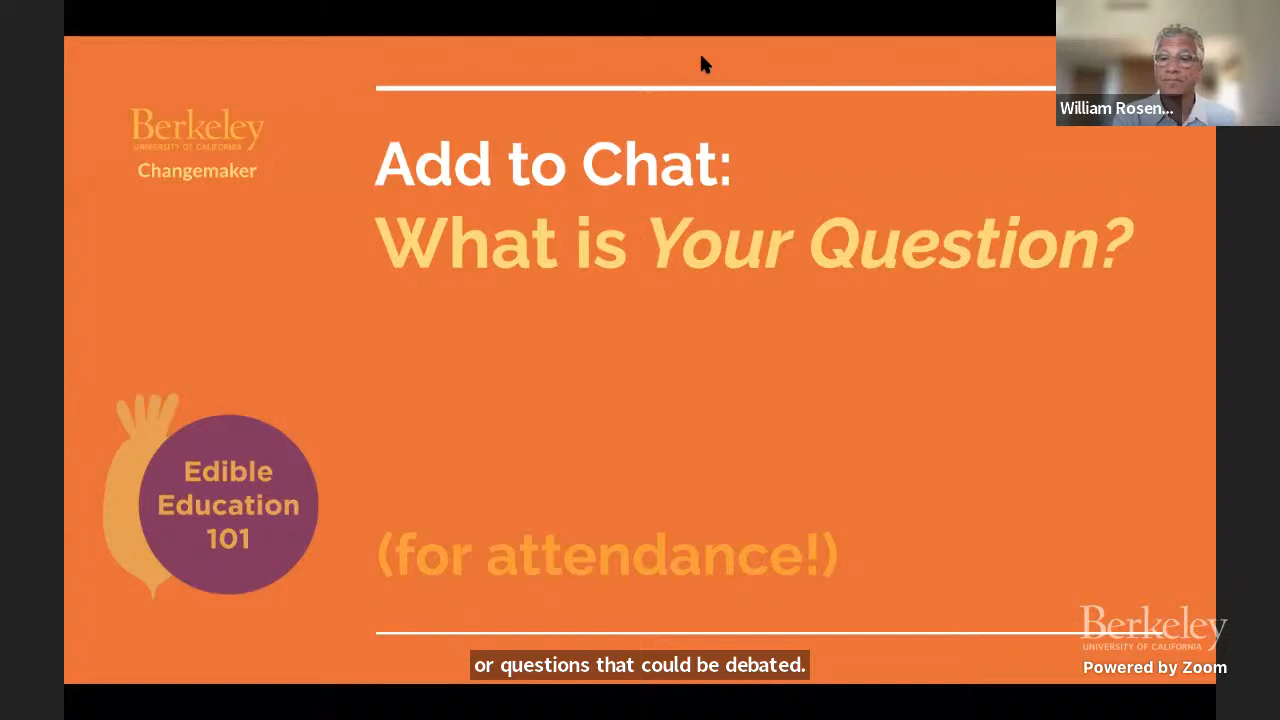 William Rosen...
Berkeley
UNIVERSITY OF CALIFORNIA
Changemaker
Add to Chat:
What is Your Question?
Edible
Education
101
(for attendance!)
Berkeley
UNIVERSITY OF CALIFORNIA
Powered by Zoom
or questions that could be debated.